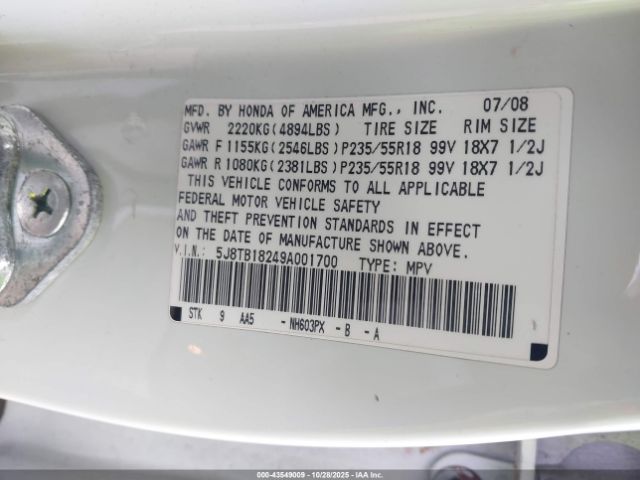 MFD. BY HONDA OF AMERICA MFG., INC. 07/08
GVWR 2220KG(4894LBS) TIRE SIZE RIM SIZE
GAWR F 1155KG(2546LBS)P235/55R18 99V 18X7 1/2J
GAWR R 1080KG(2381LBS)P235/55R18 99V 18X7 1/2J
THIS VEHICLE CONFORMS TO ALL APPLICABLE
FEDERAL MOTOR VEHICLE SAFETY
AND THEFT PREVENTION STANDARDS IN EFFECT
ON THE DATE OF MANUFACTURE SHOWN ABOVE.
V.I.N.: 5J8TB18249A001700 TYPE: MPV
STK 9 AA5 -NH603PX -B -A
000-43549009 | 10/28/2025 | © COPYRIGHT